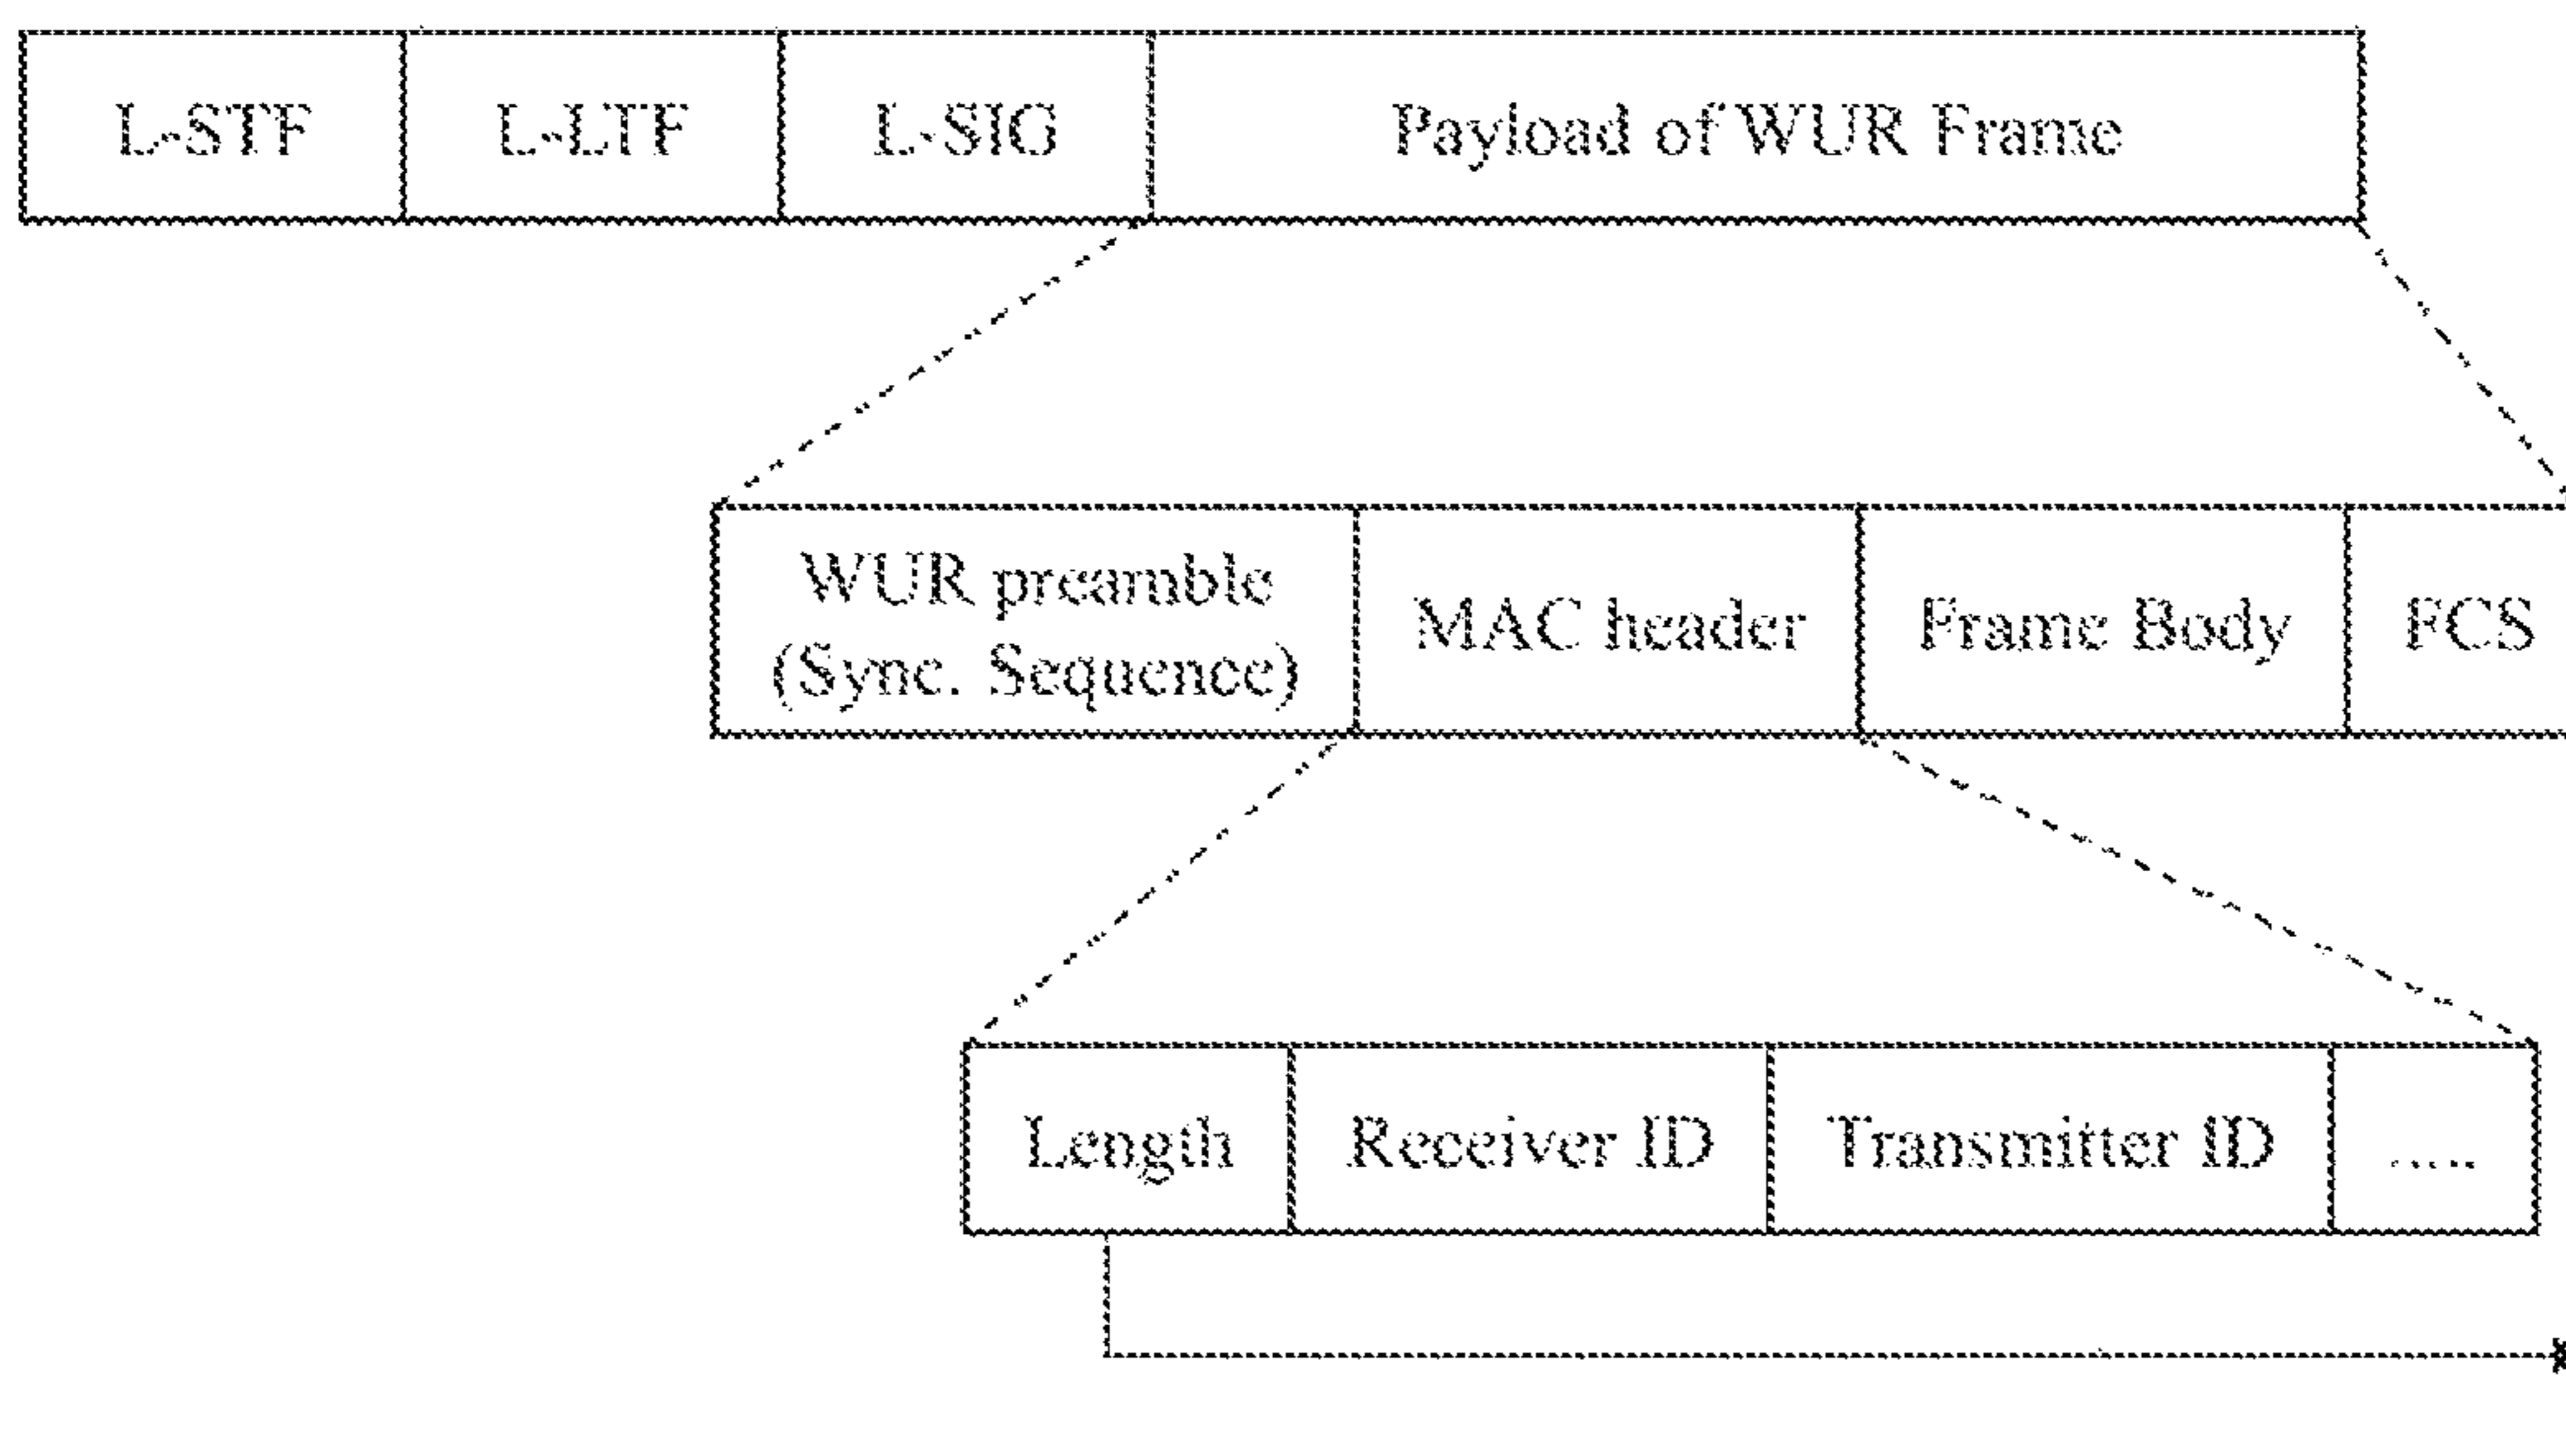 L-STF L-LTF L-SIG Payload of WUR Frame
WUR preamble
(Sync. Sequence) MAC header Frame Body FCS
Length Receiver ID Transmitter ID .....